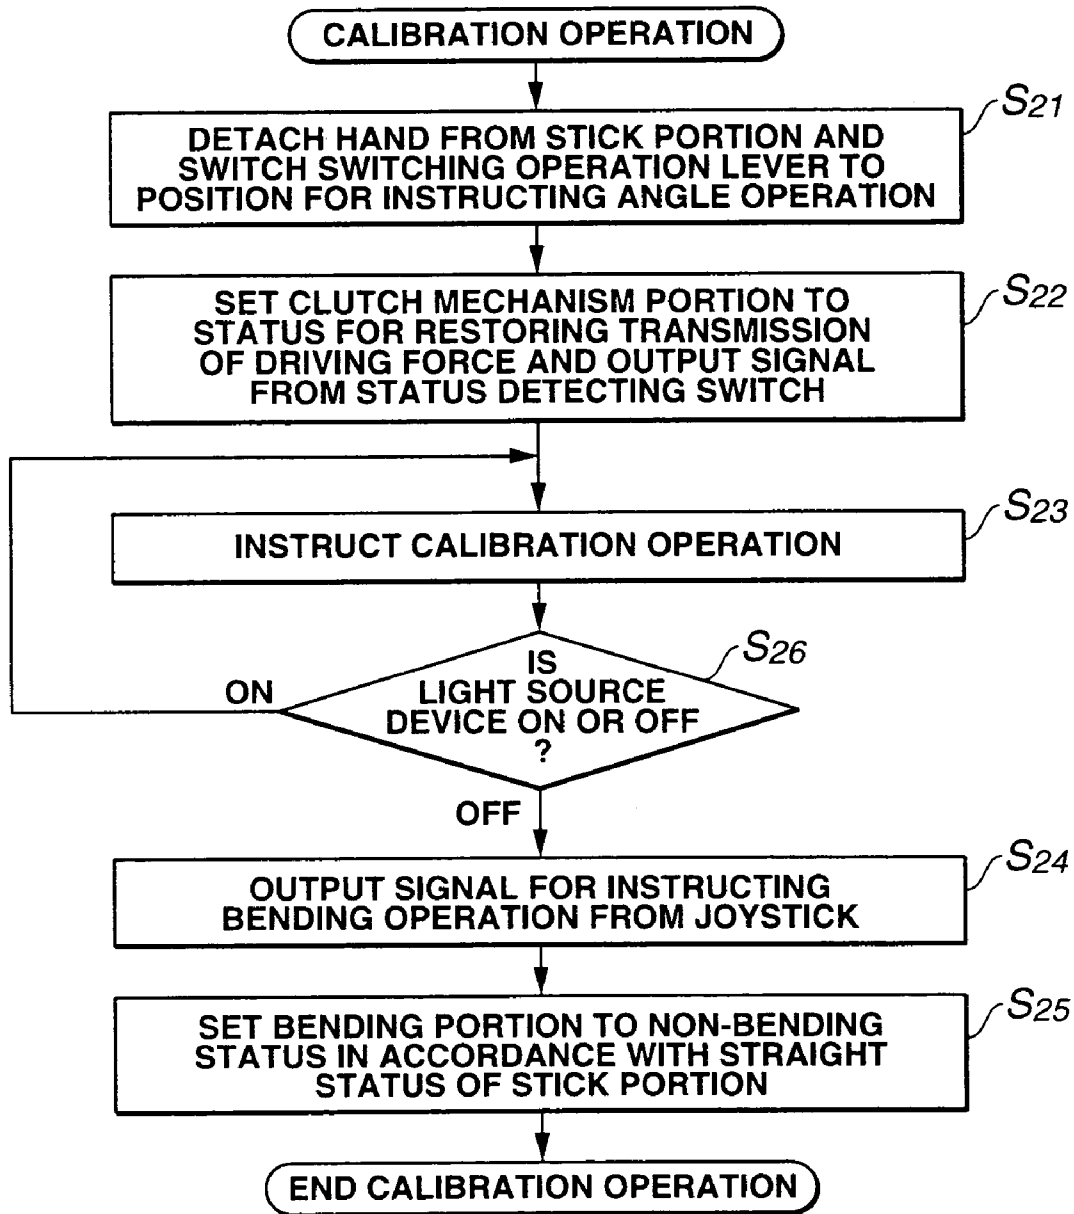 CALIBRATION OPERATION
S21
DETACH HAND FROM STICK PORTION AND
SWITCH SWITCHING OPERATION LEVER TO
POSITION FOR INSTRUCTING ANGLE OPERATION
S22
SET CLUTCH MECHANISM PORTION TO
STATUS FOR RESTORING TRANSMISSION
OF DRIVING FORCE AND OUTPUT SIGNAL
FROM STATUS DETECTING SWITCH
S23
INSTRUCT CALIBRATION OPERATION
S26
IS
LIGHT SOURCE
DEVICE ON OR OFF
?
ON
OFF
S24
OUTPUT SIGNAL FOR INSTRUCTING
BENDING OPERATION FROM JOYSTICK
S25
SET BENDING PORTION TO NON-BENDING
STATUS IN ACCORDANCE WITH STRAIGHT
STATUS OF STICK PORTION
END CALIBRATION OPERATION